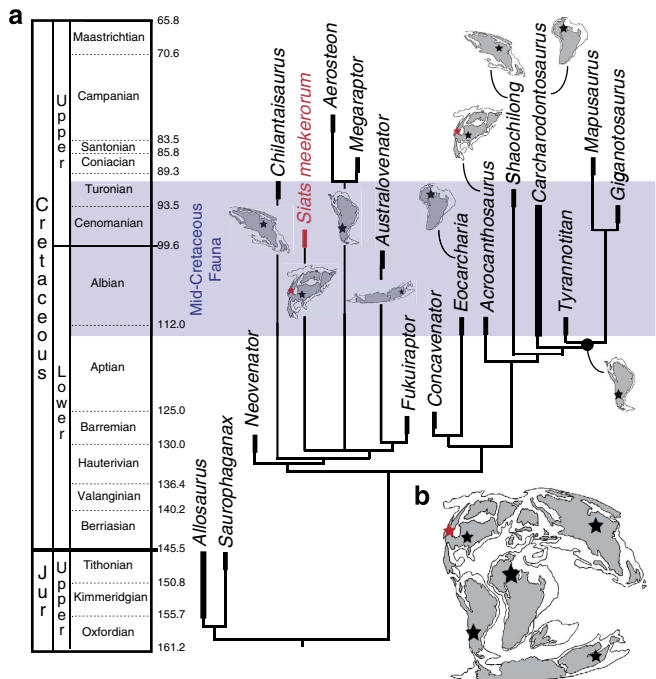 a
65.8
Maastrichtian
70.6
Campanian
83.5
Santonian
85.8
Coniacian
89.3
Turonian
93.5
Cenomanian
99.6
Albian
112.0
Aptian
125.0
Barremian
130.0
Hauterivian
136.4
Valanginian
140.2
Berriasian
145.5
Tithonian
150.8
Kimmeridgian
155.7
Oxfordian
161.2
Cretaceous
Upper
Lower
Jur
Upper
Mid-Cretaceous
Fauna
Allosaurus
Saurophaganax
Neovenator
Chilantaisaurus
Siats meekerorum
Aerosteon
Megaraptor
Australovenator
Fukuiraptor
Concavenator
Eocarcharia
Acrocanthosaurus
Shaochilong
Carcharodontosaurus
Tyrannotitan
Mapusaurus
Giganotosaurus
b